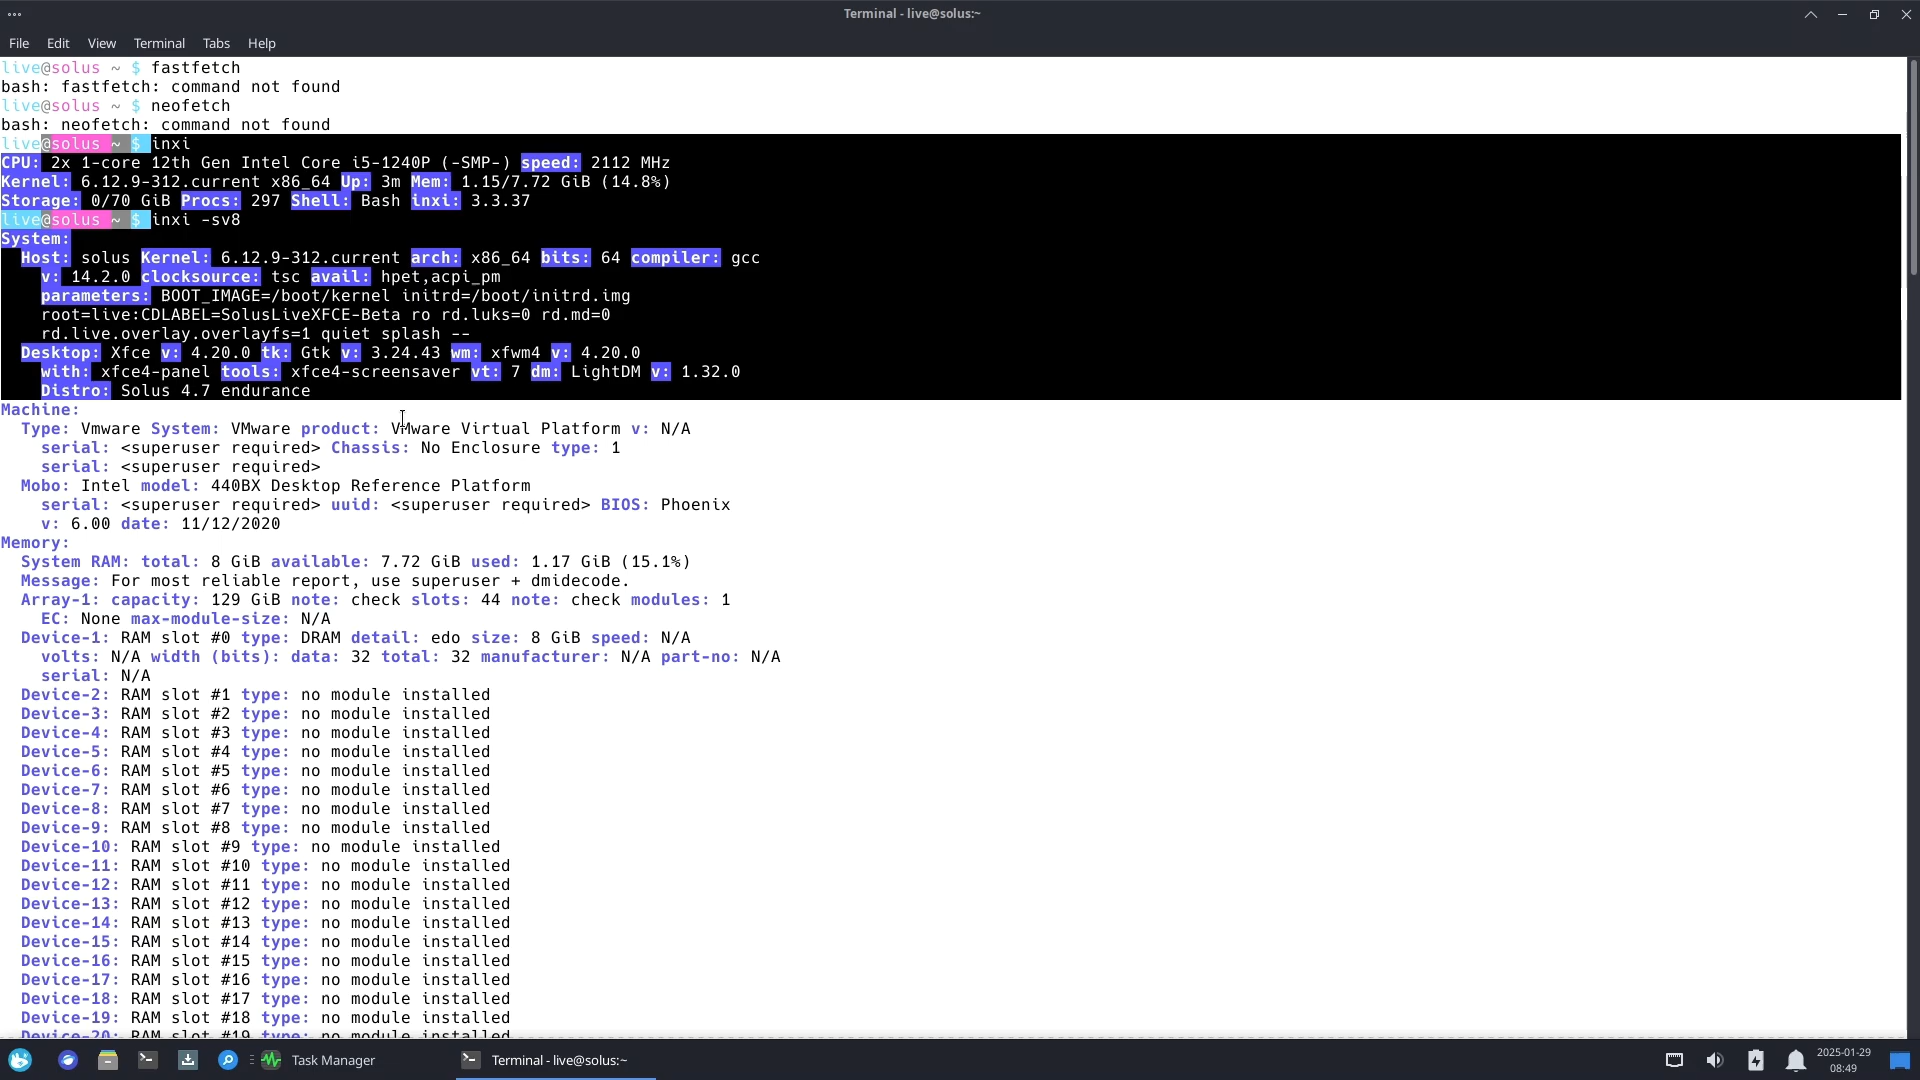 Terminal - live@solus:~
File Edit View Terminal Tabs Help
live@solus ~ $ fastfetch
bash: fastfetch: command not found
live@solus ~ $ neofetch
bash: neofetch: command not found
live@solus ~ $ inxi
CPU: 2x 1-core 12th Gen Intel Core i5-1240P (-SMP-) speed: 2112 MHz
Kernel: 6.12.9-312.current x86_64 Up: 3m Mem: 1.15/7.72 GiB (14.8%)
Storage: 0/70 GiB Procs: 297 Shell: Bash inxi: 3.3.37
live@solus ~ $ inxi -sv8
System:
Host: solus Kernel: 6.12.9-312.current arch: x86_64 bits: 64 compiler: gcc
v: 14.2.0 clocksource: tsc avail: hpet,acpi_pm
parameters: BOOT_IMAGE=/boot/kernel initrd=/boot/initrd.img
root=live:CDLABEL=SolusLiveXFCE-Beta ro rd.luks=0 rd.md=0
rd.live.overlay.overlayfs=1 quiet splash --
Desktop: Xfce v: 4.20.0 tk: Gtk v: 3.24.43 wm: xfwm4 v: 4.20.0
with: xfce4-panel tools: xfce4-screensaver vt: 7 dm: LightDM v: 1.32.0
Distro: Solus 4.7 endurance
Machine:
Type: Vmware System: VMware product: VMware Virtual Platform v: N/A
serial: <superuser required> Chassis: No Enclosure type: 1
serial: <superuser required>
Mobo: Intel model: 440BX Desktop Reference Platform
serial: <superuser required> uuid: <superuser required> BIOS: Phoenix
v: 6.00 date: 11/12/2020
Memory:
System RAM: total: 8 GiB available: 7.72 GiB used: 1.17 GiB (15.1%)
Message: For most reliable report, use superuser + dmidecode.
Array-1: capacity: 129 GiB note: check slots: 44 note: check modules: 1
EC: None max-module-size: N/A
Device-1: RAM slot #0 type: DRAM detail: edo size: 8 GiB speed: N/A
volts: N/A width (bits): data: 32 total: 32 manufacturer: N/A part-no: N/A
serial: N/A
Device-2: RAM slot #1 type: no module installed
Device-3: RAM slot #2 type: no module installed
Device-4: RAM slot #3 type: no module installed
Device-5: RAM slot #4 type: no module installed
Device-6: RAM slot #5 type: no module installed
Device-7: RAM slot #6 type: no module installed
Device-8: RAM slot #7 type: no module installed
Device-9: RAM slot #8 type: no module installed
Device-10: RAM slot #9 type: no module installed
Device-11: RAM slot #10 type: no module installed
Device-12: RAM slot #11 type: no module installed
Device-13: RAM slot #12 type: no module installed
Device-14: RAM slot #13 type: no module installed
Device-15: RAM slot #14 type: no module installed
Device-16: RAM slot #15 type: no module installed
Device-17: RAM slot #16 type: no module installed
Device-18: RAM slot #17 type: no module installed
Device-19: RAM slot #18 type: no module installed
Device-20: RAM slot #19 type: no module installed
Task Manager
Terminal - live@solus:~
2025-01-29
08:49